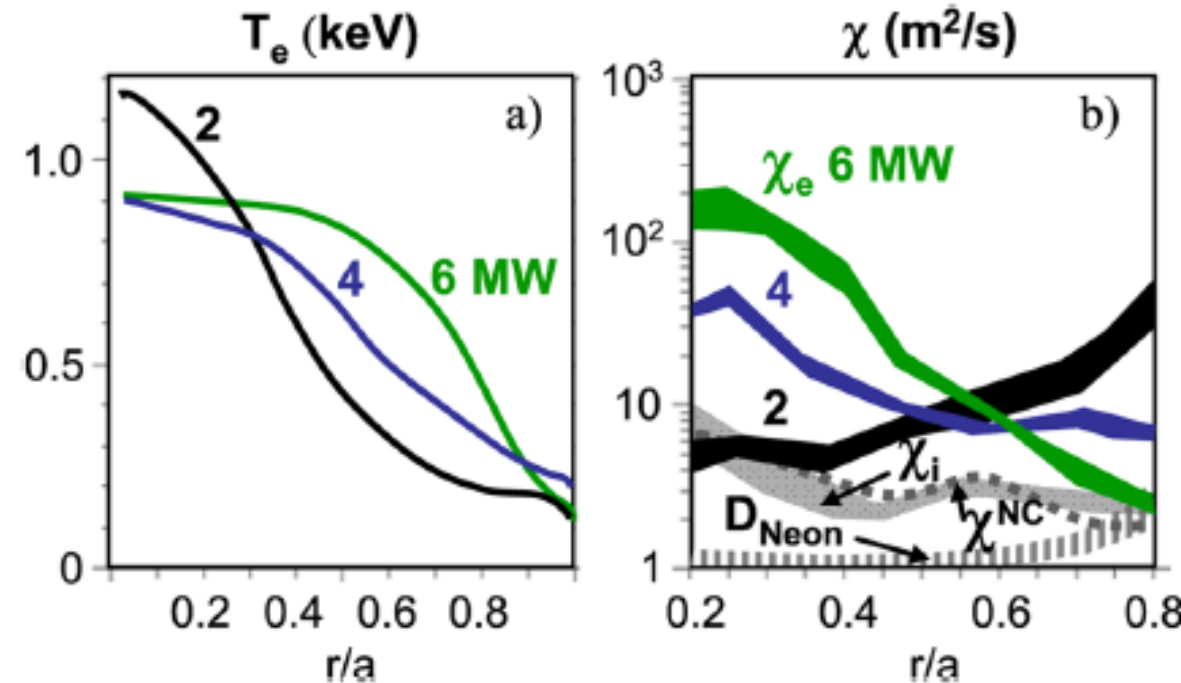 Tₑ (keV)
a)
2
4
6 MW
1.0
0.5
0
0.2 0.4 0.6 0.8
r/a
χ (m²/s)
b)
χₑ 6 MW
4
2
χᵢ
χᴺᶜ
D_Neon
10³
10²
10
1
0.2 0.4 0.6 0.8
r/a